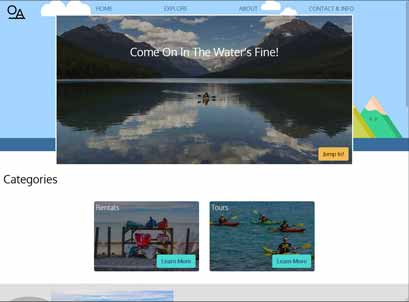 OA
HOME
EXPLORE
ABOUT
CONTACT & INFO
Come On In The Water's Fine!
Jump In!
Categories
Rentals
Tours
Learn More
Learn More